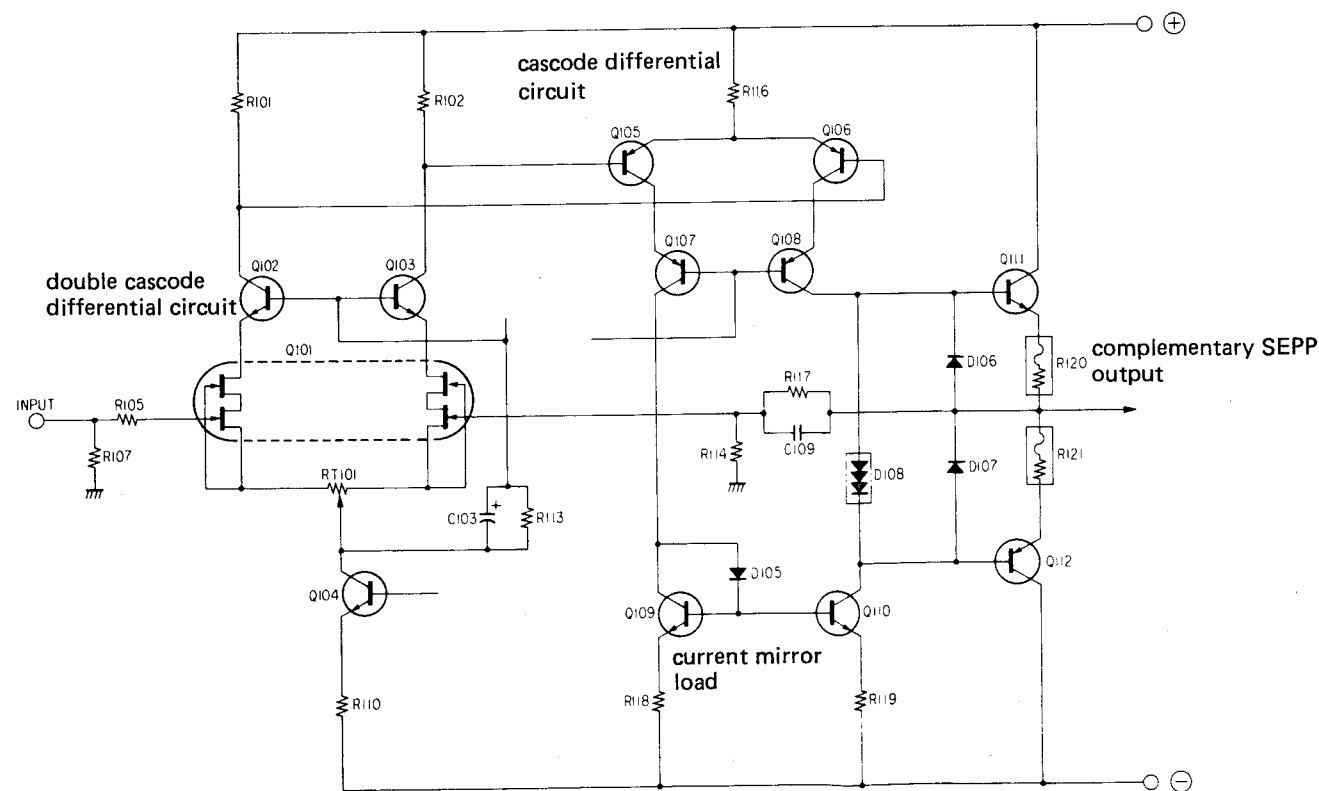 ⊕
cascode differential
circuit
R101
R102
R116
Q105
Q106
Q107
Q108
Q102
Q103
Q111
double cascode
differential circuit
Q101
D106
R120
complementary SEPP
output
INPUT
R105
R117
R107
C109
R114
R121
RT101
D108
D107
C103
+
R113
Q104
D105
Q112
Q109
Q110
current mirror
load
R110
R118
R119
⊖